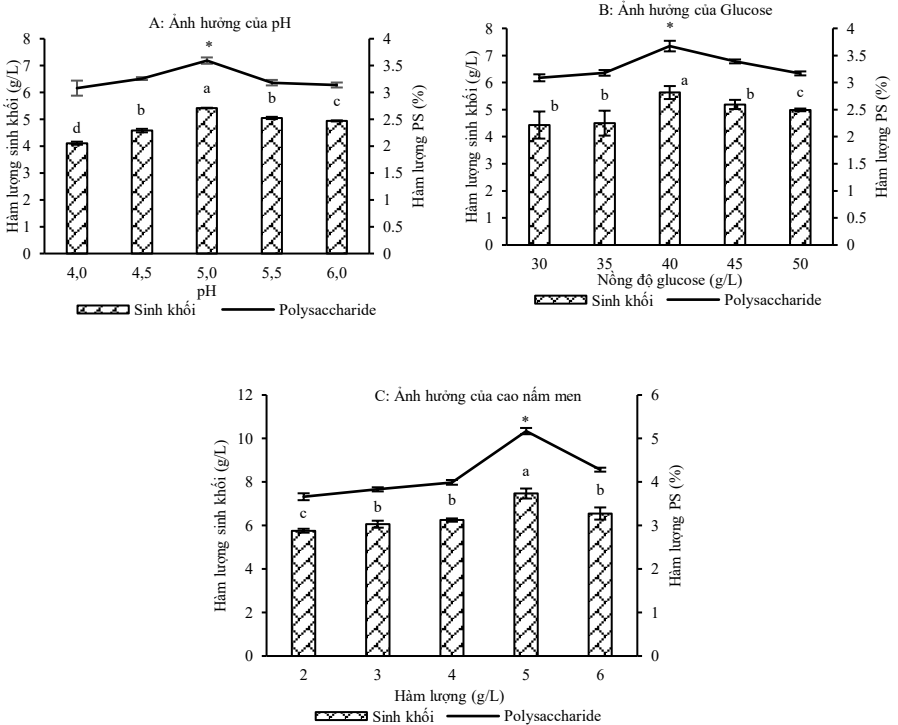 A: Ảnh hưởng của pH
Hàm lượng sinh khối (g/L)
8
7
6
5
4
3
2
1
0
4
3.5
3
2.5
2
1.5
1
0.5
0
Hàm lượng PS (%)
*
d
b
a
b
c
4,0 4,5 5,0 5,5 6,0
pH
Sinh khối Polysaccharide
B: Ảnh hưởng của Glucose
Hàm lượng sinh khối (g/L)
8
7
6
5
4
3
2
1
0
4
3.5
3
2.5
2
1.5
1
0.5
0
Hàm lượng PS (%)
*
b
b
a
b
c
30 35 40 45 50
Nồng độ glucose (g/L)
Sinh khối Polysaccharide
C: Ảnh hưởng của cao nấm men
Hàm lượng sinh khối (g/L)
12
10
8
6
4
2
0
6
5
4
3
2
1
0
Hàm lượng PS (%)
*
c
b
b
a
b
2 3 4 5 6
Hàm lượng (g/L)
Sinh khối Polysaccharide